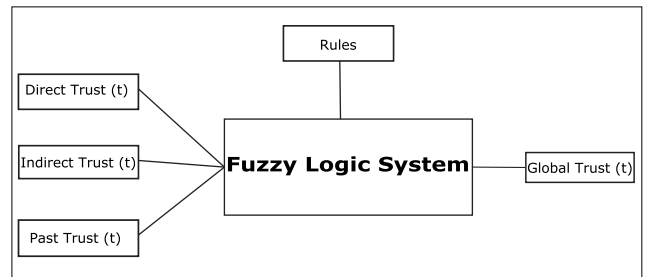 Rules
Direct Trust (t)
Indirect Trust (t)
Past Trust (t)
Fuzzy Logic System
Global Trust (t)